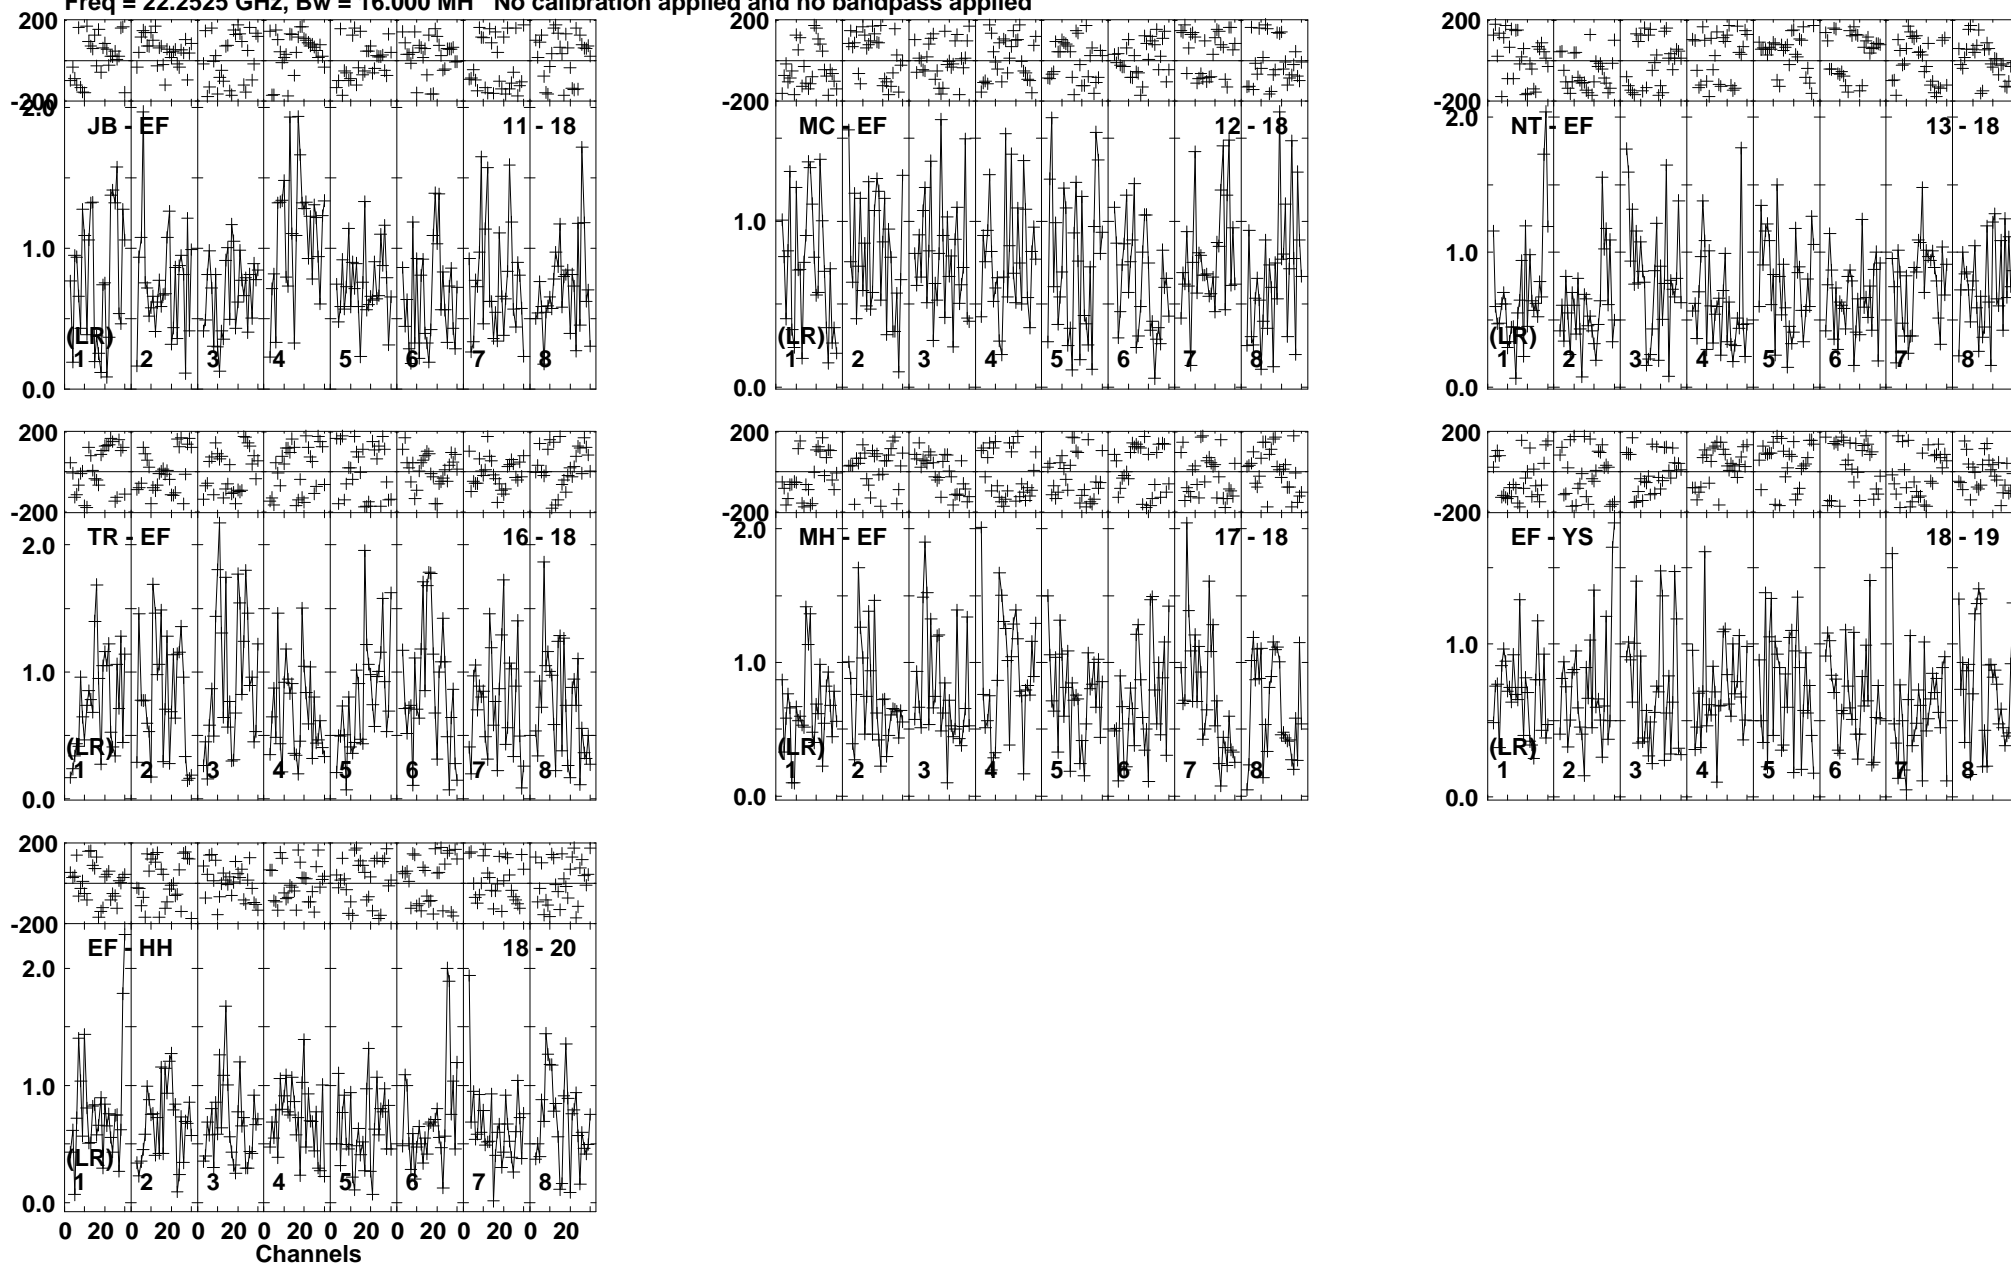 Freq = 22.2525 GHz, Bw = 16.000 MH No calibration applied and no bandpass applied
200 200 200
-200 -200 -200
2.0 JB - EF 11 - 18 MC - EF 12 - 18 2.0 NT - EF 13 - 18
1.0 1.0 1.0
(LR) (LR) (LR)
1 2 3 4 5 6 7 8 1 2 3 4 5 6 7 8 1 2 3 4 5 6 7 8
0.0 0.0 0.0
200 200 200
-200 -200 -200
2.0 TR - EF 16 - 18 2.0 MH - EF 17 - 18 EF - YS 18 - 19
1.0 1.0 1.0
(LR) (LR) (LR)
1 2 3 4 5 6 7 8 1 2 3 4 5 6 7 8 1 2 3 4 5 6 7 8
0.0 0.0 0.0
200
-200
EF - HH 18 - 20
2.0
1.0
(LR)
1 2 3 4 5 6 7 8
0.0
0 20 0 20 0 20 0 20 0 20 0 20 0 20 0 20
Channels